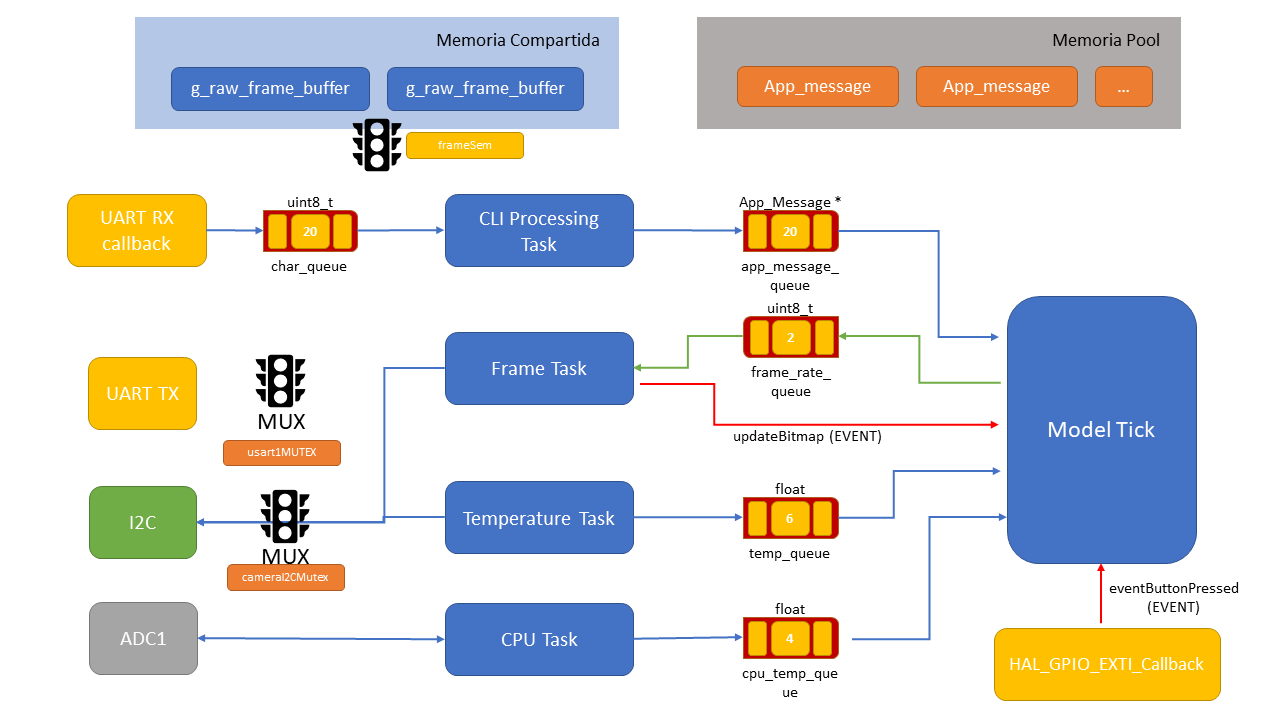 Memoria Compartida
g_raw_frame_buffer
g_raw_frame_buffer
Memoria Pool
App_message
App_message
...
frameSem
UART RX
callback
uint8_t
20
char_queue
CLI Processing
Task
App_Message *
20
app_message_
queue
uint8_t
2
frame_rate_
queue
Frame Task
UART TX
MUX
usart1MUTEX
updateBitmap (EVENT)
Model Tick
I2C
MUX
cameraI2CMutex
Temperature Task
float
6
temp_queue
ADC1
CPU Task
float
4
cpu_temp_que
ue
eventButtonPressed
(EVENT)
HAL_GPIO_EXTI_Callback